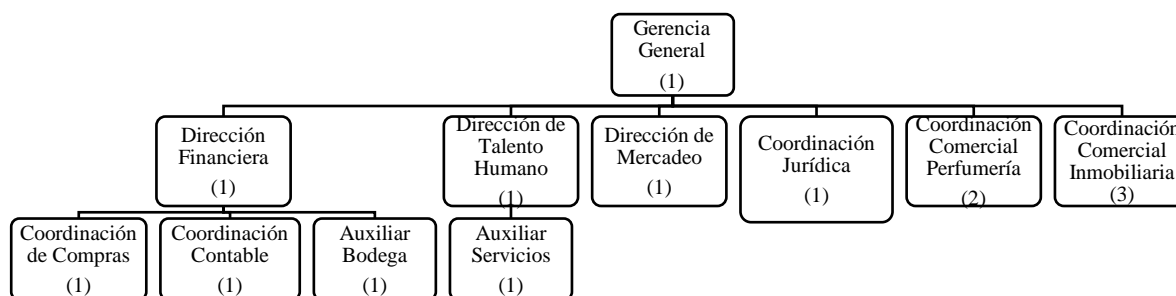 Gerencia
General
(1)
Dirección
Financiera
(1)
Dirección de
Talento
Humano
(1)
Dirección de
Mercadeo
(1)
Coordinación
Jurídica
(1)
Coordinación
Comercial
Perfumería
(2)
Coordinación
Comercial
Inmobiliaria
(3)
Coordinación
de Compras
(1)
Coordinación
Contable
(1)
Auxiliar
Bodega
(1)
Auxiliar
Servicios
(1)